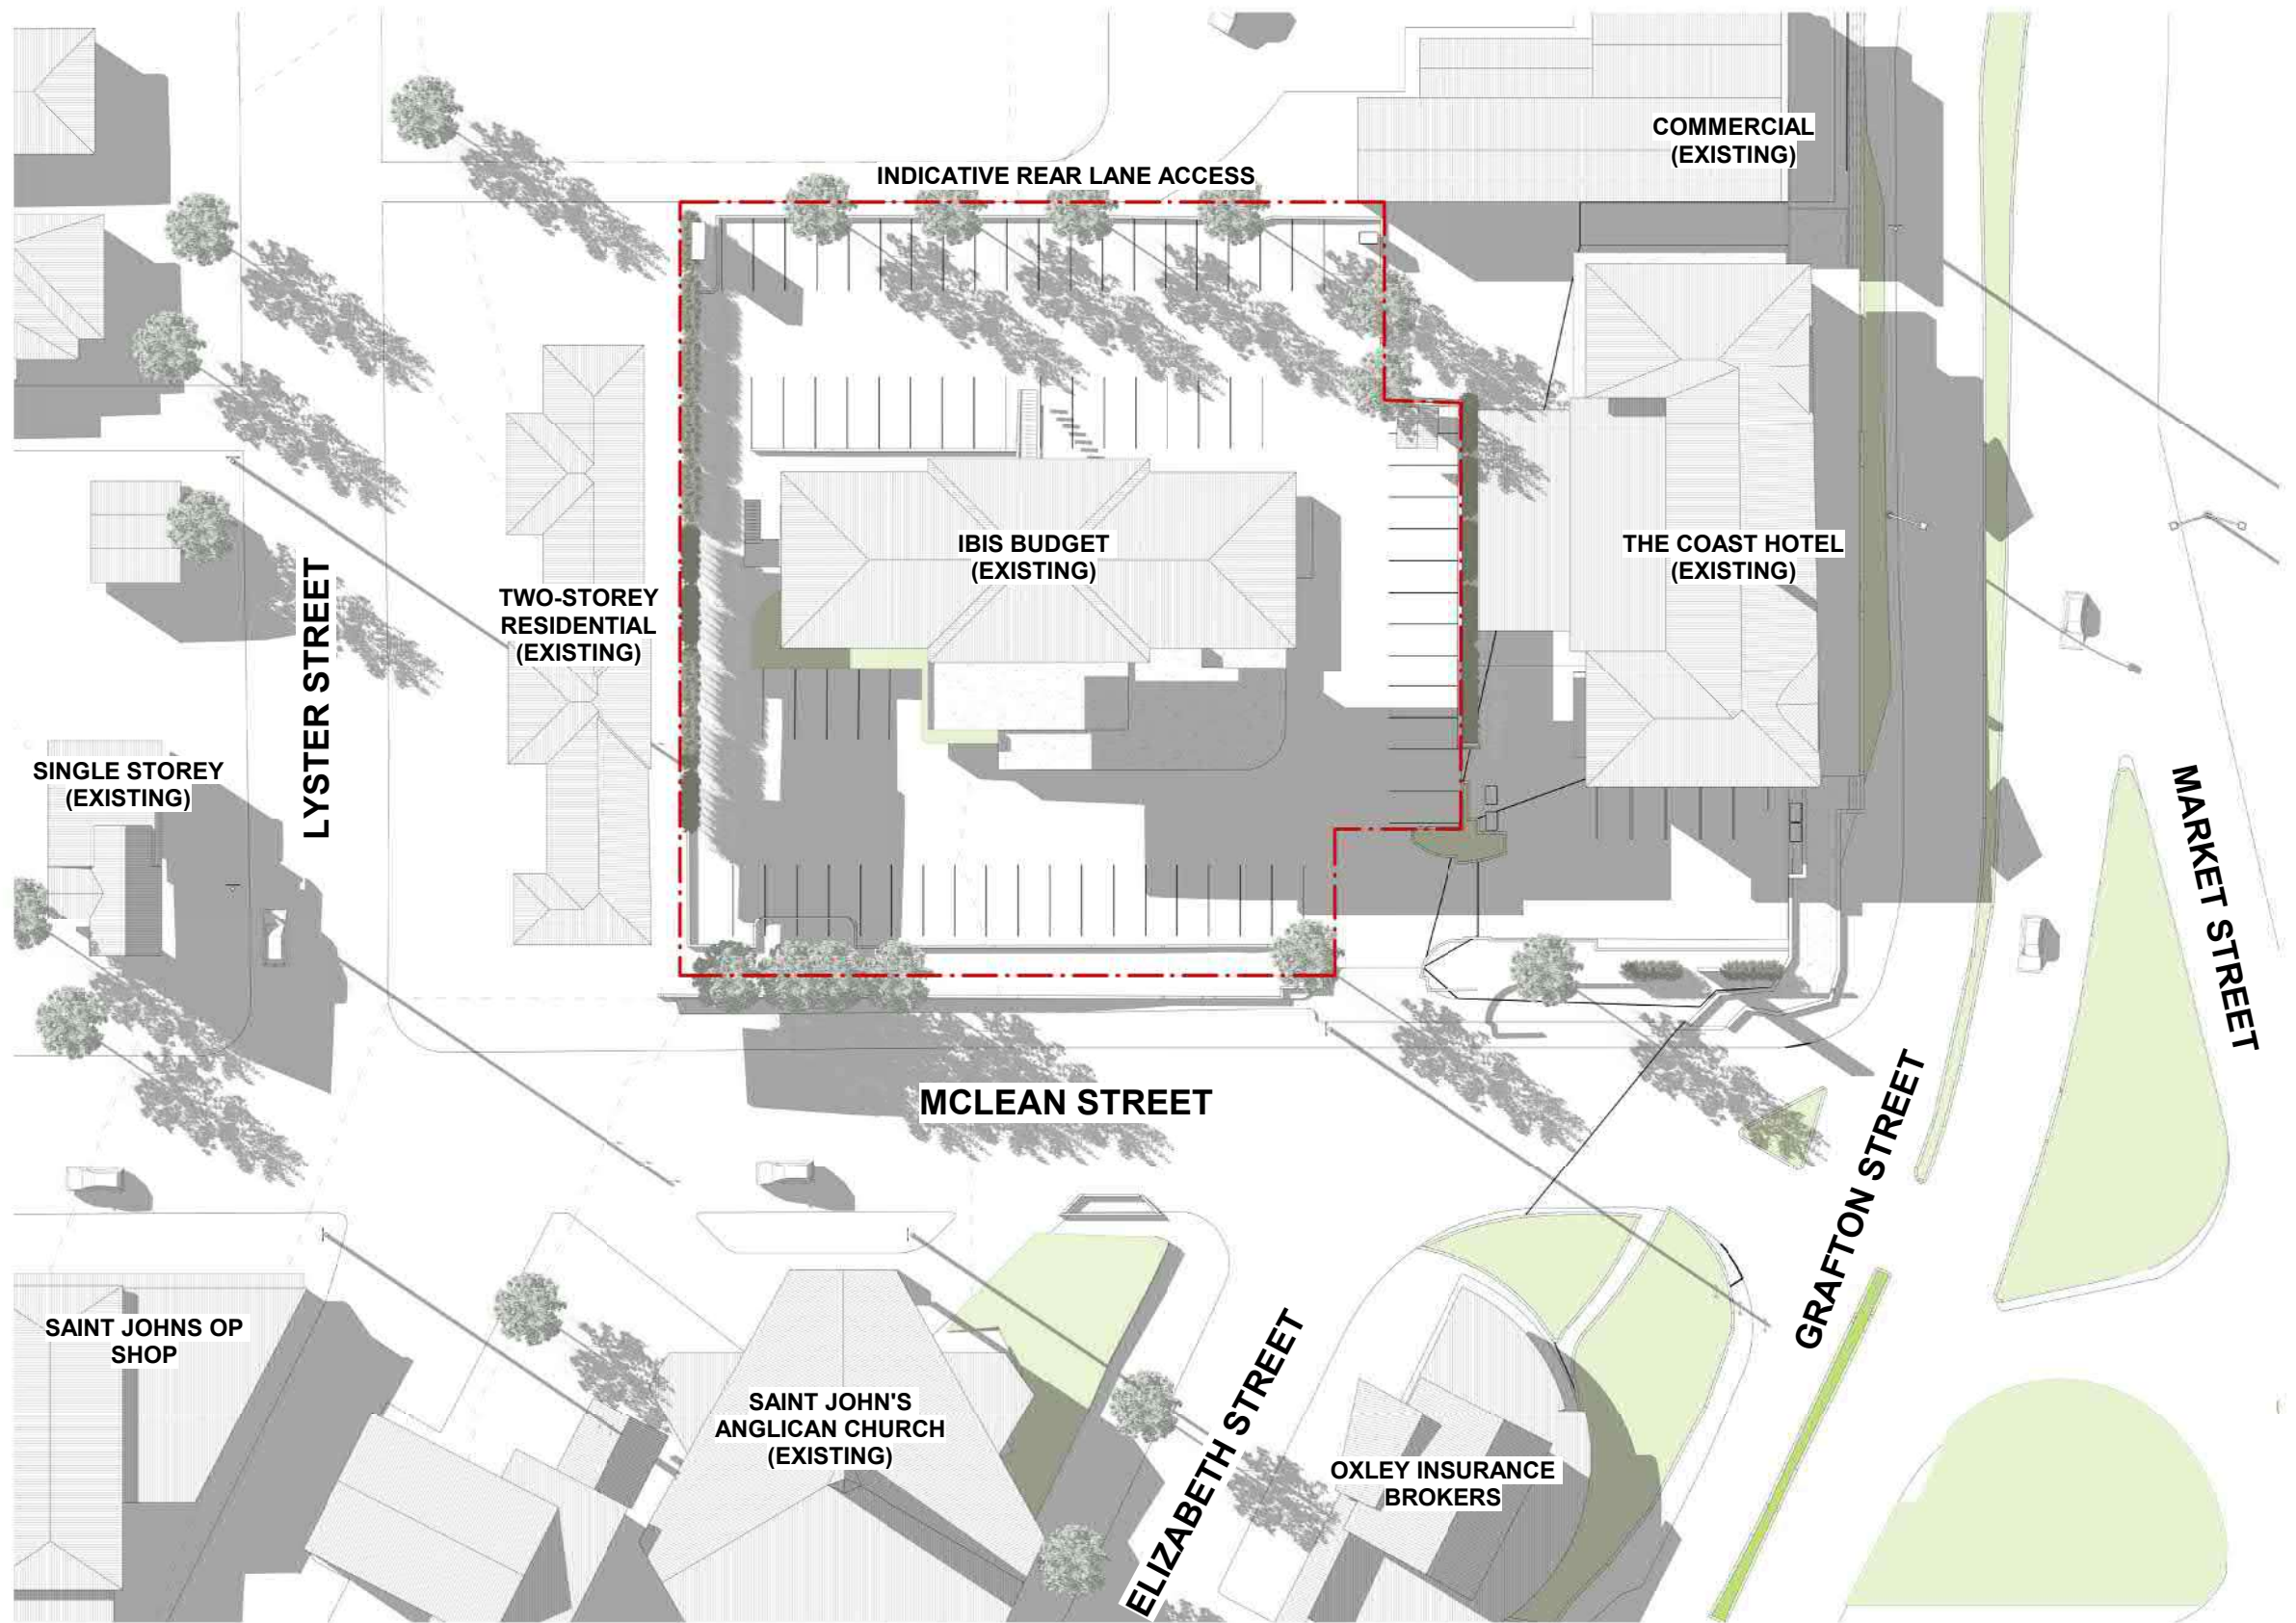 COMMERCIAL
(EXISTING)
INDICATIVE REAR LANE ACCESS
IBIS BUDGET
(EXISTING)
THE COAST HOTEL
(EXISTING)
TWO-STOREY
RESIDENTIAL
(EXISTING)
LYSTER STREET
SINGLE STOREY
(EXISTING)
MARKET STREET
MCLEAN STREET
GRAFTON STREET
SAINT JOHNS OP
SHOP
SAINT JOHN'S
ANGLICAN CHURCH
(EXISTING)
ELIZABETH STREET
OXLEY INSURANCE
BROKERS